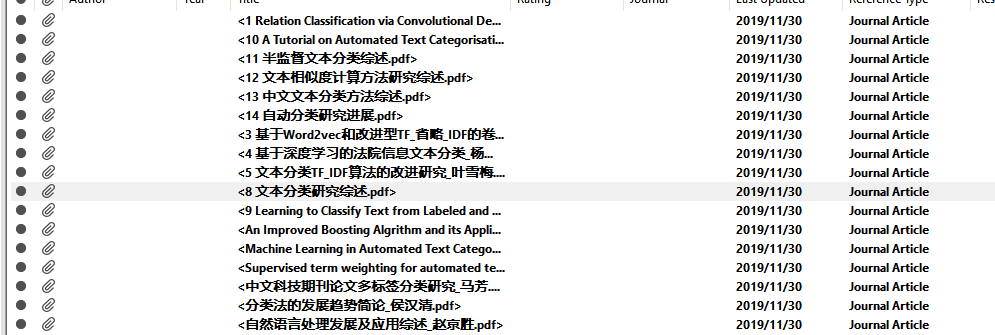 Author Year Title Rating Journal Last Updated Reference Type Res
<1 Relation Classification via Convolutional De... 2019/11/30 Journal Article
<10 A Tutorial on Automated Text Categorisati... 2019/11/30 Journal Article
<11 半监督文本分类综述.pdf> 2019/11/30 Journal Article
<12 文本相似度计算方法研究综述.pdf> 2019/11/30 Journal Article
<13 中文文本分类方法综述.pdf> 2019/11/30 Journal Article
<14 自动分类研究进展.pdf> 2019/11/30 Journal Article
<3 基于Word2vec和改进型TF_省略_IDF的卷... 2019/11/30 Journal Article
<4 基于深度学习的法院信息文本分类_杨... 2019/11/30 Journal Article
<5 文本分类TF_IDF算法的改进研究_叶雪梅.... 2019/11/30 Journal Article
<8 文本分类研究综述.pdf> 2019/11/30 Journal Article
<9 Learning to Classify Text from Labeled and ... 2019/11/30 Journal Article
<An Improved Boosting Algrithm and its Appli... 2019/11/30 Journal Article
<Machine Learning in Automated Text Catego... 2019/11/30 Journal Article
<Supervised term weighting for automated te... 2019/11/30 Journal Article
<中文科技期刊论文多标签分类研究_马芳.... 2019/11/30 Journal Article
<分类法的发展趋势简论_侯汉清.pdf> 2019/11/30 Journal Article
<自然语言处理发展及应用综述_赵京胜.pdf> 2019/11/30 Journal Article